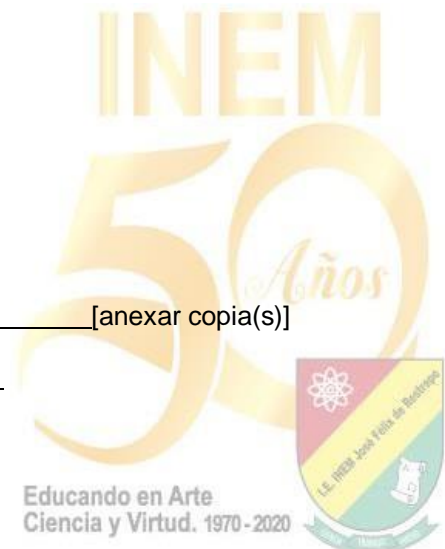 INEM
50
Años
[anexar copia(s)]
I.E. INEM José Félix de Restrepo
Educando en Arte
Ciencia y Virtud. 1970 - 2020